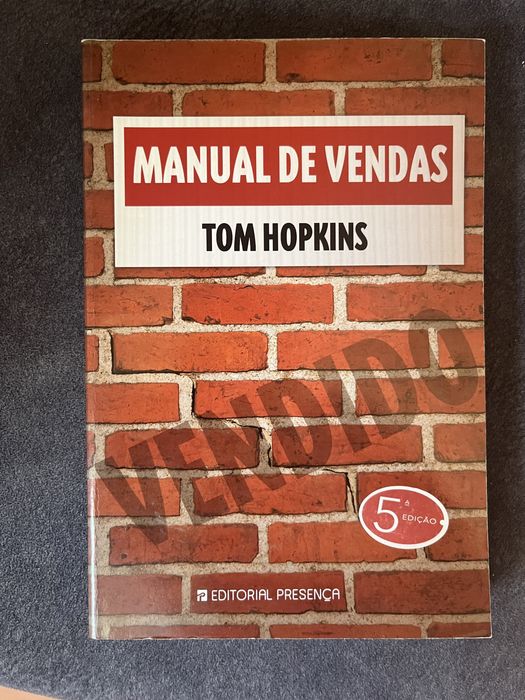 MANUAL DE VENDAS
TOM HOPKINS
VENDIDO
5ª
EDIÇÃO
EDITORIAL PRESENÇA